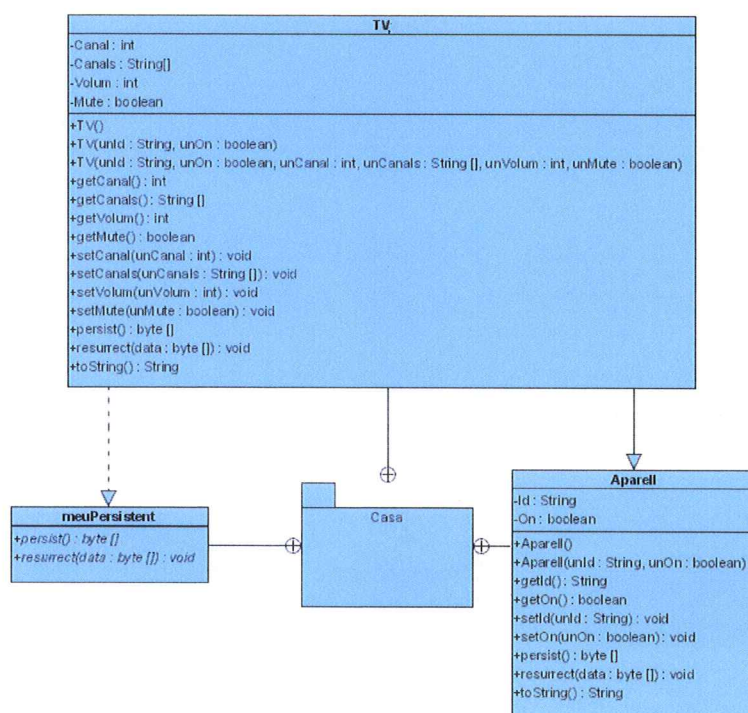 TV
-Canal : int
-Canals : String[]
-Volum : int
-Mute : boolean
+TV()
+TV(unId : String, unOn : boolean)
+TV(unId : String, unOn : boolean, unCanal : int, unCanals : String [], unVolum : int, unMute : boolean)
+getCanal() : int
+getCanals() : String []
+getVolum() : int
+getMute() : boolean
+setCanal(unCanal : int) : void
+setCanals(unCanals : String []) : void
+setVolum(unVolum : int) : void
+setMute(unMute : boolean) : void
+persist() : byte []
+resurrect(data : byte []) : void
+toString() : String
meuPersistent
+persist() : byte []
+resurrect(data : byte []) : void
Casa
Aparell
-Id : String
-On : boolean
+Aparell()
+Aparell(unId : String, unOn : boolean)
+getId() : String
+getOn() : boolean
+setId(unId : String) : void
+setOn(unOn : boolean) : void
+persist() : byte []
+resurrect(data : byte []) : void
+toString() : String